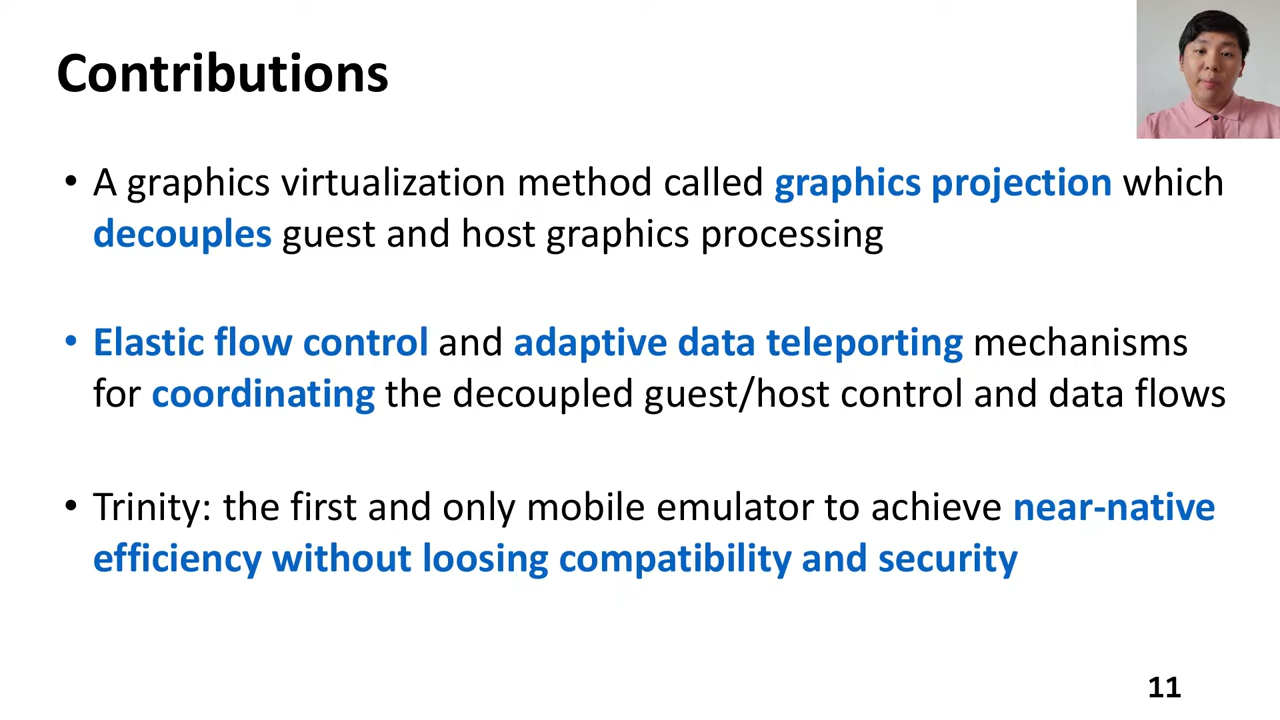 Contributions
• A graphics virtualization method called graphics projection which
decouples guest and host graphics processing
• Elastic flow control and adaptive data teleporting mechanisms
for coordinating the decoupled guest/host control and data flows
• Trinity: the first and only mobile emulator to achieve near-native
efficiency without loosing compatibility and security
11